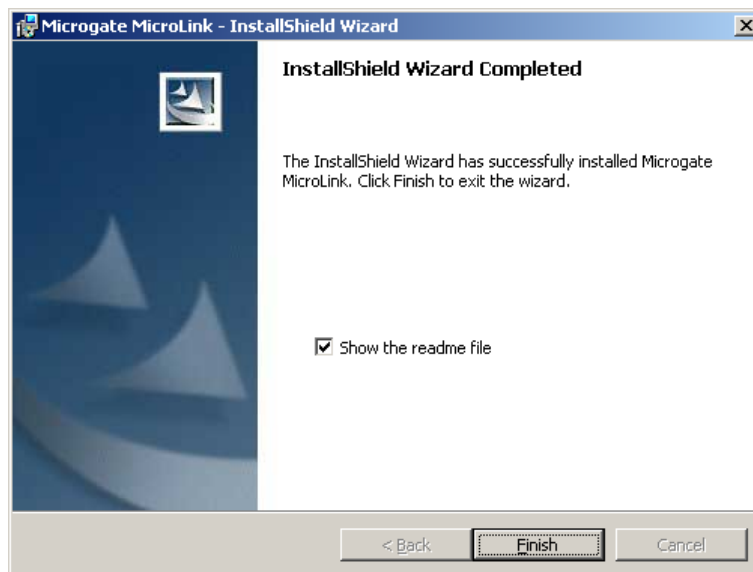 Microgate MicroLink - InstallShield Wizard
InstallShield Wizard Completed
The InstallShield Wizard has successfully installed Microgate
MicroLink. Click Finish to exit the wizard.
Show the readme file
< Back
Finish
Cancel